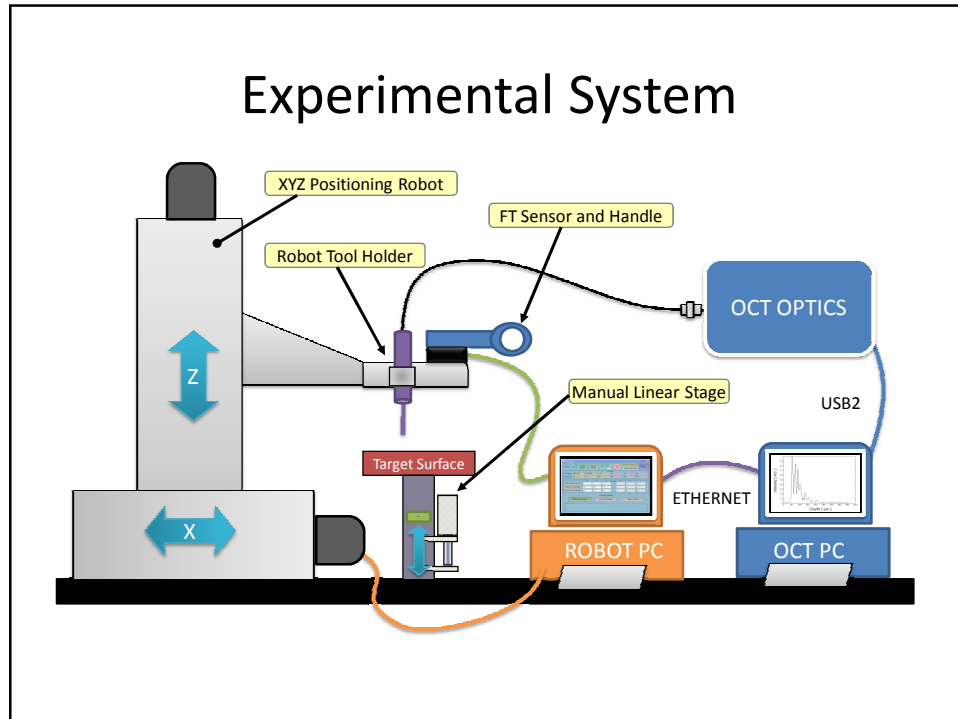 Experimental System
XYZ Positioning Robot
FT Sensor and Handle
Robot Tool Holder
OCT OPTICS
Z
Manual Linear Stage
USB2
Target Surface
ETHERNET
X
ROBOT PC
OCT PC